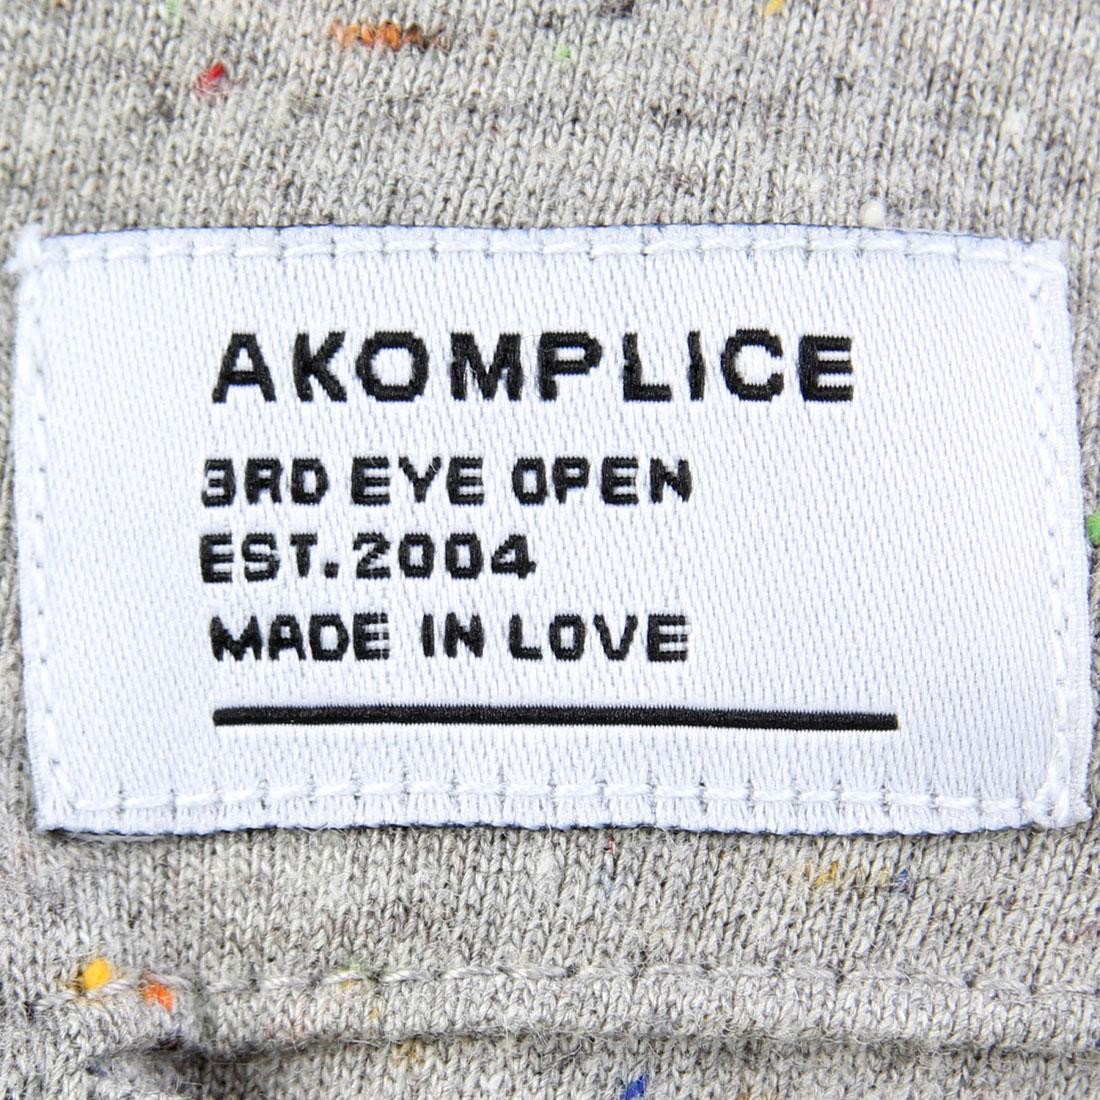 AKOMPLICE
3RD EYE OPEN
EST.2004
MADE IN LOVE